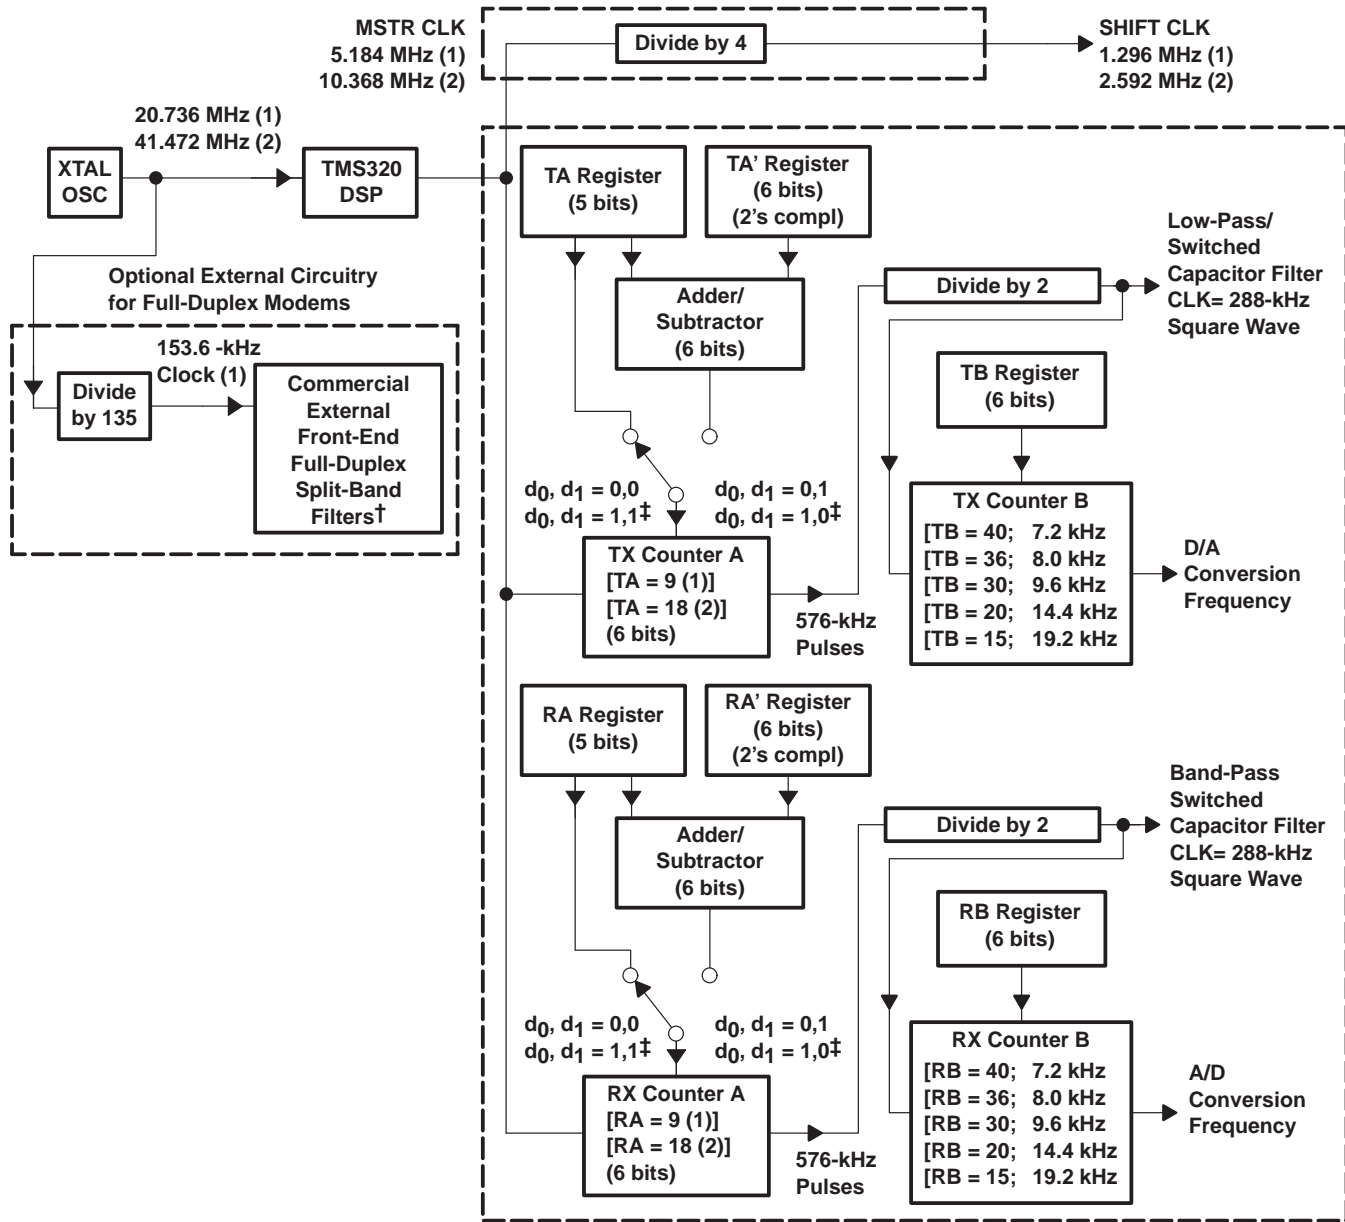 MSTR CLK
5.184 MHz (1)
10.368 MHz (2)
Divide by 4
SHIFT CLK
1.296 MHz (1)
2.592 MHz (2)
20.736 MHz (1)
41.472 MHz (2)
XTAL
OSC
TMS320
DSP
Optional External Circuitry
for Full-Duplex Modems
153.6 -kHz
Clock (1)
Divide
by 135
Commercial
External
Front-End
Full-Duplex
Split-Band
Filters†
TA Register
(5 bits)
TA’ Register
(6 bits)
(2’s compl)
Adder/
Subtractor
(6 bits)
d0, d1 = 0,0
d0, d1 = 1,1‡
d0, d1 = 0,1
d0, d1 = 1,0‡
TX Counter A
[TA = 9 (1)]
[TA = 18 (2)]
(6 bits)
576-kHz
Pulses
Divide by 2
Low-Pass/
Switched
Capacitor Filter
CLK= 288-kHz
Square Wave
TB Register
(6 bits)
TX Counter B
[TB = 40; 7.2 kHz
[TB = 36; 8.0 kHz
[TB = 30; 9.6 kHz
[TB = 20; 14.4 kHz
[TB = 15; 19.2 kHz
D/A
Conversion
Frequency
RA Register
(5 bits)
RA’ Register
(6 bits)
(2’s compl)
Adder/
Subtractor
(6 bits)
d0, d1 = 0,0
d0, d1 = 1,1‡
d0, d1 = 0,1
d0, d1 = 1,0‡
RX Counter A
[RA = 9 (1)]
[RA = 18 (2)]
(6 bits)
576-kHz
Pulses
Divide by 2
Band-Pass
Switched
Capacitor Filter
CLK= 288-kHz
Square Wave
RB Register
(6 bits)
RX Counter B
[RB = 40; 7.2 kHz
[RB = 36; 8.0 kHz
[RB = 30; 9.6 kHz
[RB = 20; 14.4 kHz
[RB = 15; 19.2 kHz
A/D
Conversion
Frequency